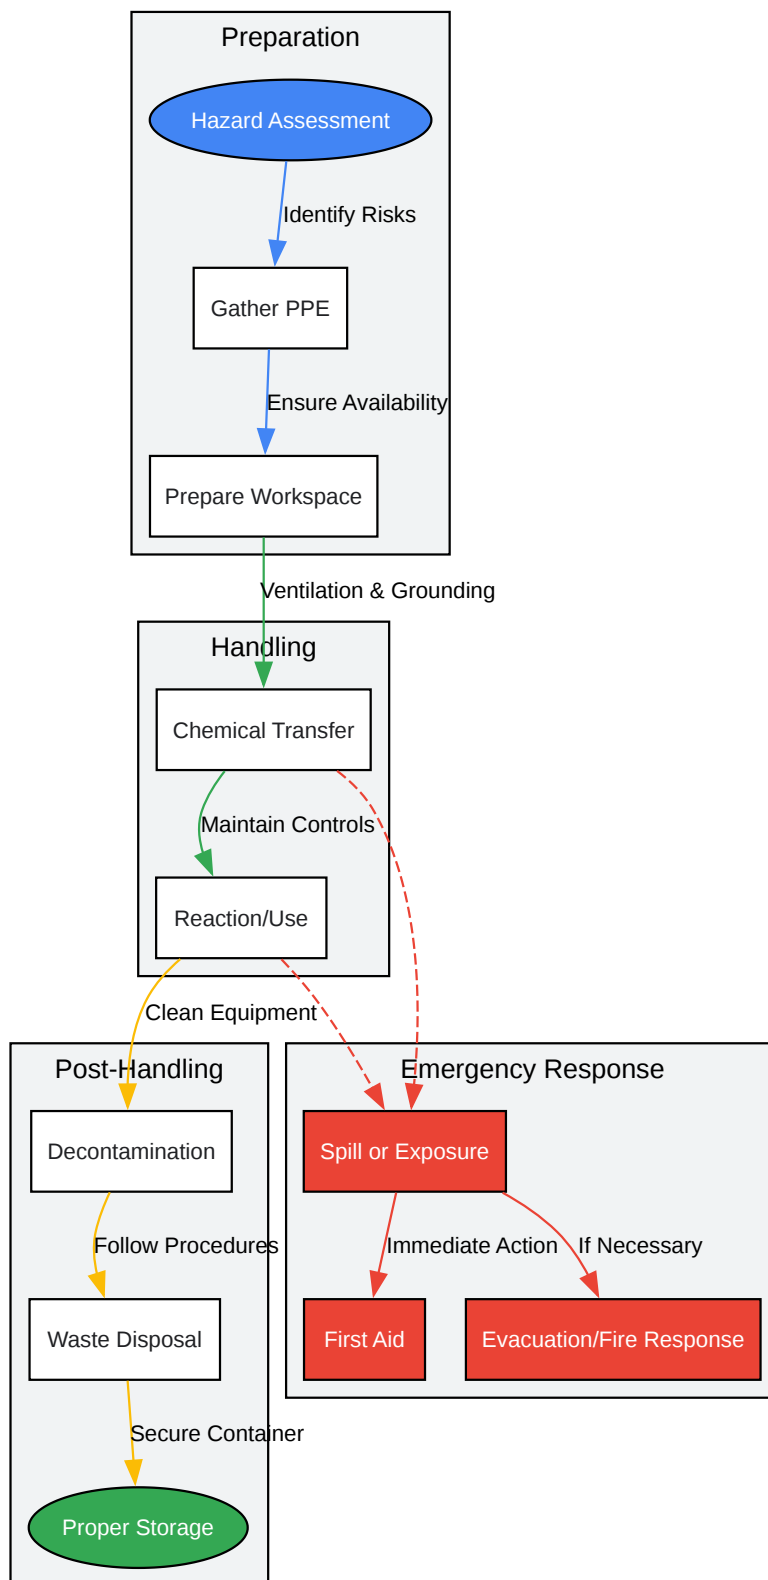 Preparation
Hazard Assessment
Identify Risks
Gather PPE
Ensure Availability
Prepare Workspace
Ventilation & Grounding
Handling
Chemical Transfer
Maintain Controls
Reaction/Use
Clean Equipment
Post-Handling
Decontamination
Follow Procedures
Waste Disposal
Secure Container
Proper Storage
Emergency Response
Spill or Exposure
Immediate Action
If Necessary
First Aid
Evacuation/Fire Response